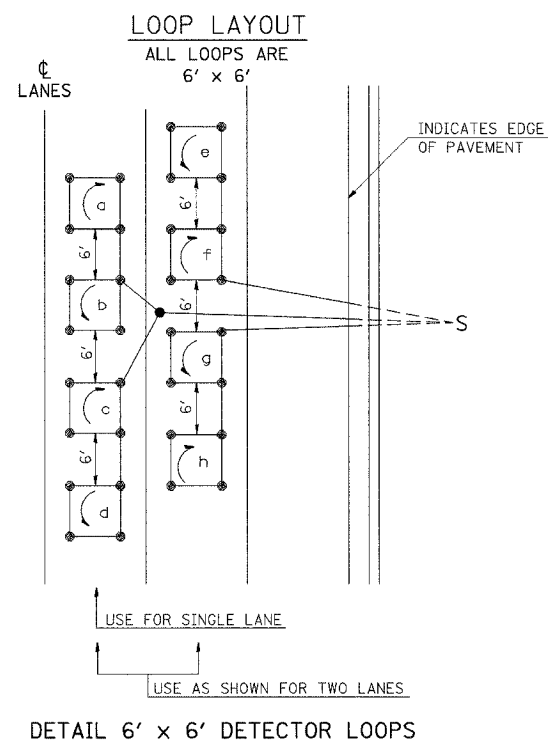 LOOP LAYOUT
ALL LOOPS ARE
6' x 6'
℄
LANES
INDICATES EDGE
OF PAVEMENT
e
a
6'
6'
f
b
6'
S
6'
g
c
6'
6'
h
d
USE FOR SINGLE LANE
USE AS SHOWN FOR TWO LANES
DETAIL 6' x 6' DETECTOR LOOPS